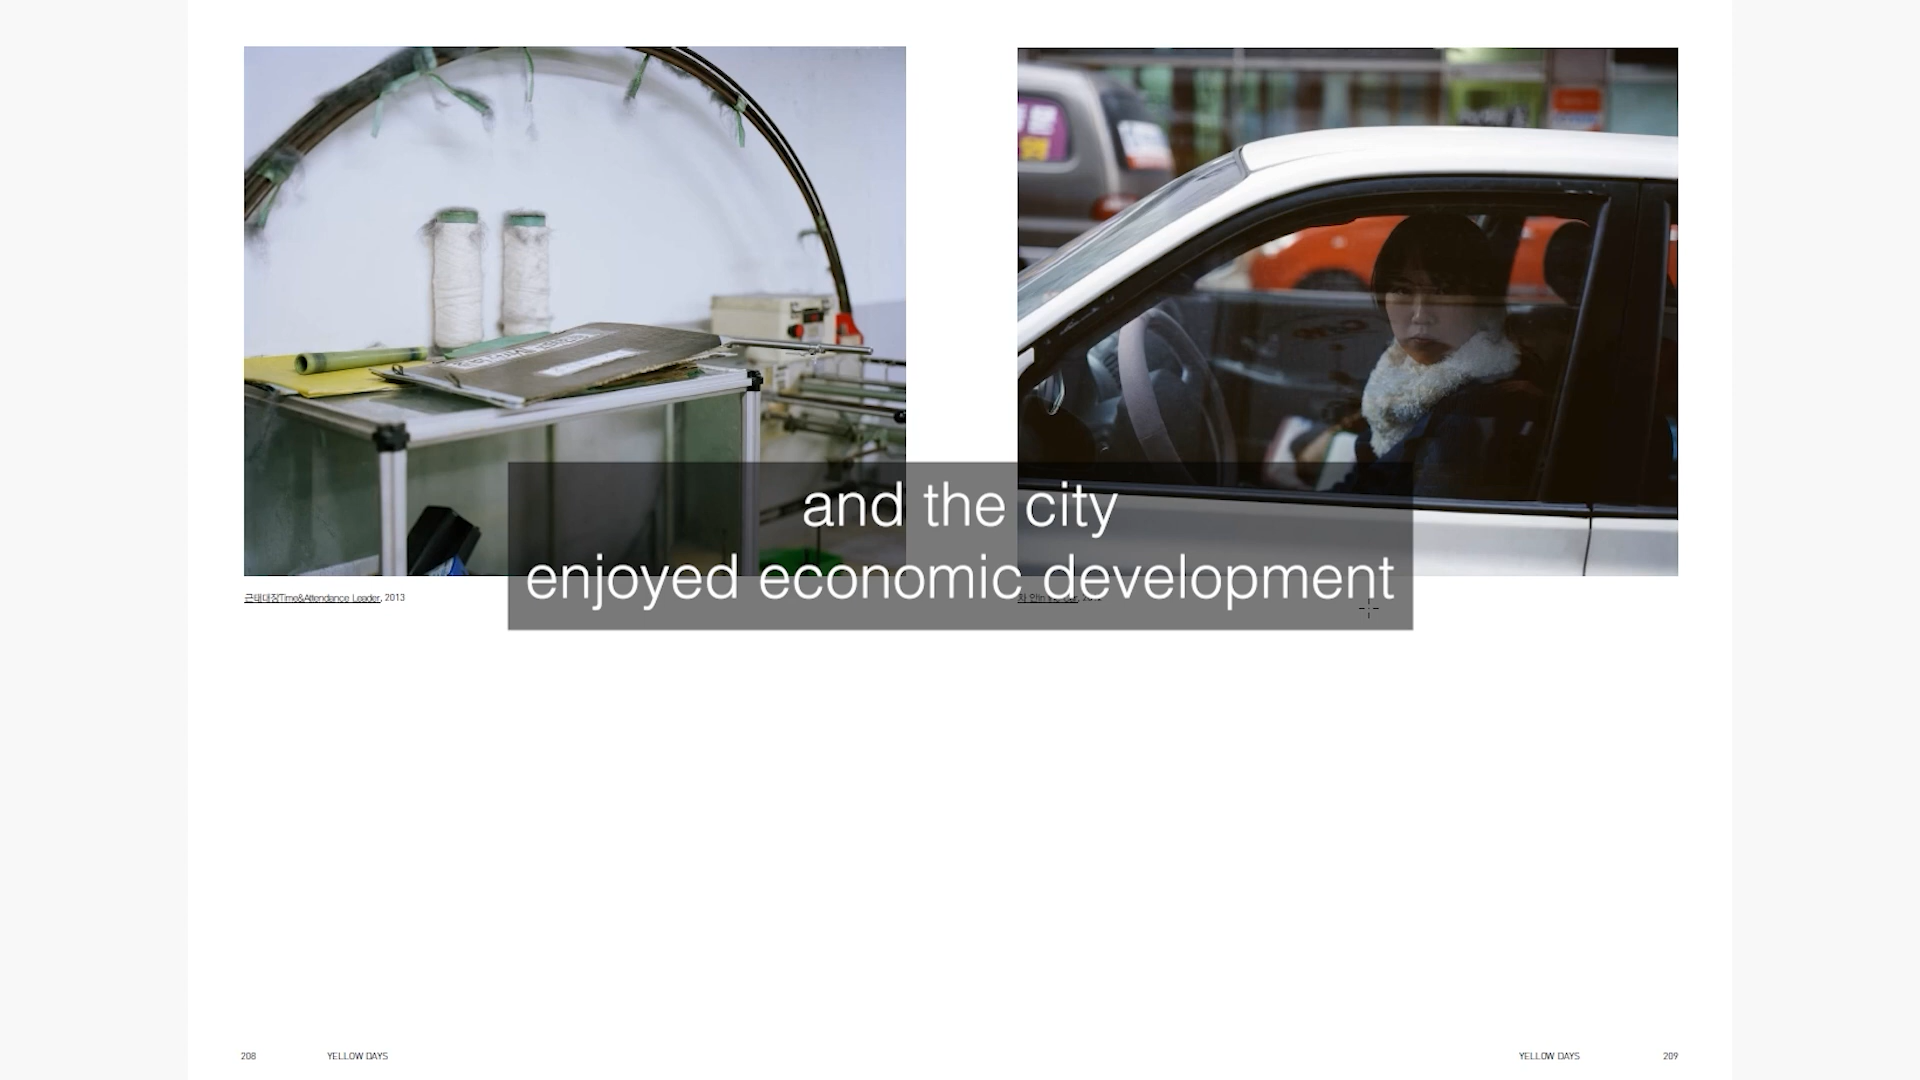 and the city
enjoyed economic development
근태대장Time&Attendance Leader, 2013
208
YELLOW DAYS
YELLOW DAYS
209